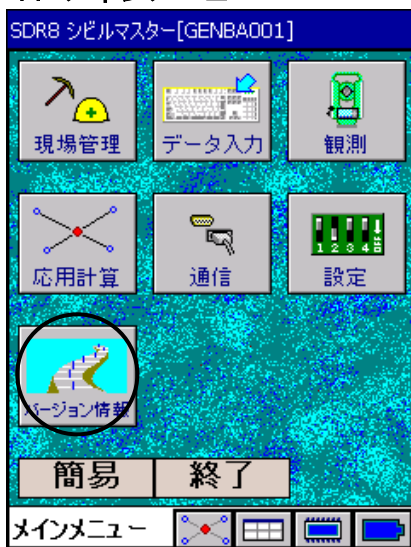 SDR8 シビルマスター[GENBA001]
現場管理
データ入力
観測
応用計算
通信
1 2 3 4 OFF
設定
バージョン情報
簡易
終了
メインメニュー